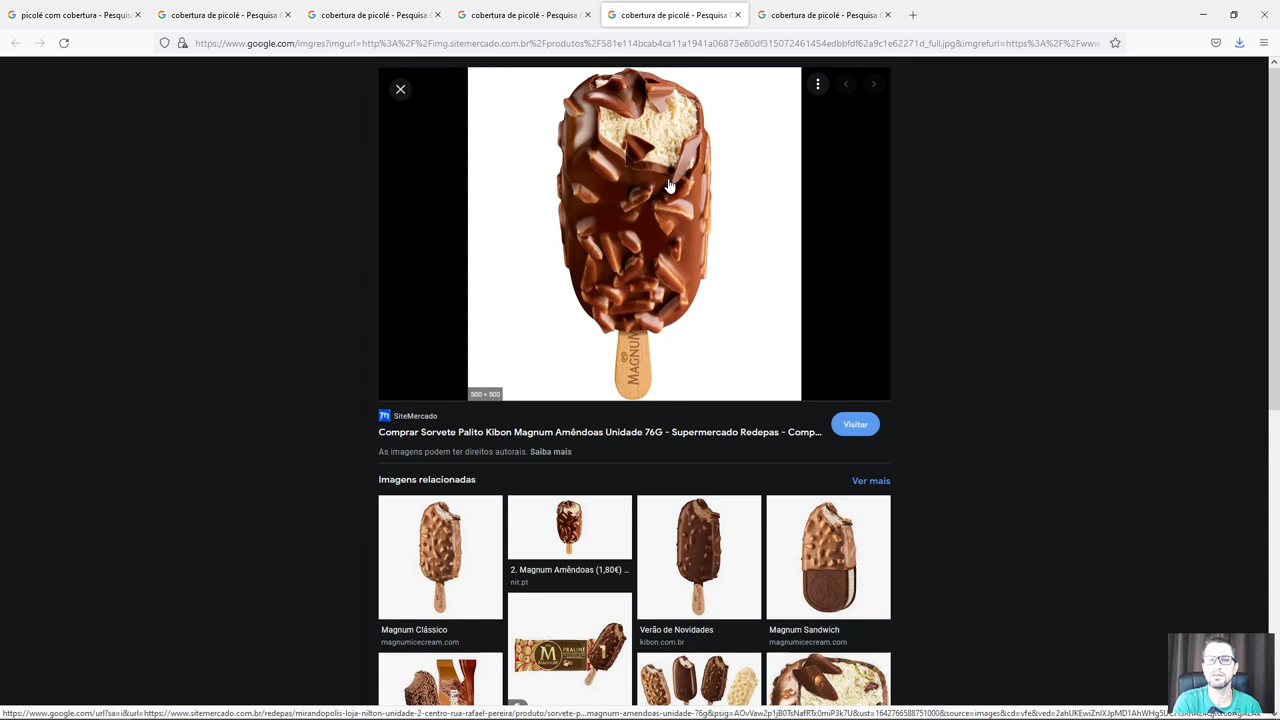 picolé com cobertura - Pesquisa
cobertura de picolé - Pesquisa
cobertura de picolé - Pesquisa
cobertura de picolé - Pesquisa
cobertura de picolé - Pesquisa
cobertura de picolé - Pesquisa
MAGNUM
500 × 500
SiteMercado
Comprar Sorvete Palito Kibon Magnum Amêndoas Unidade 76G - Supermercado Redepas - Comp...
Visitar
As imagens podem ter direitos autorais. Saiba mais
Imagens relacionadas
Ver mais
2. Magnum Amêndoas (1,80€) ...
nit.pt
Magnum Clássico
magnumicecream.com
Verão de Novidades
kibon.com.br
Magnum Sandwich
magnumicecream.com
M
PRALINÉ